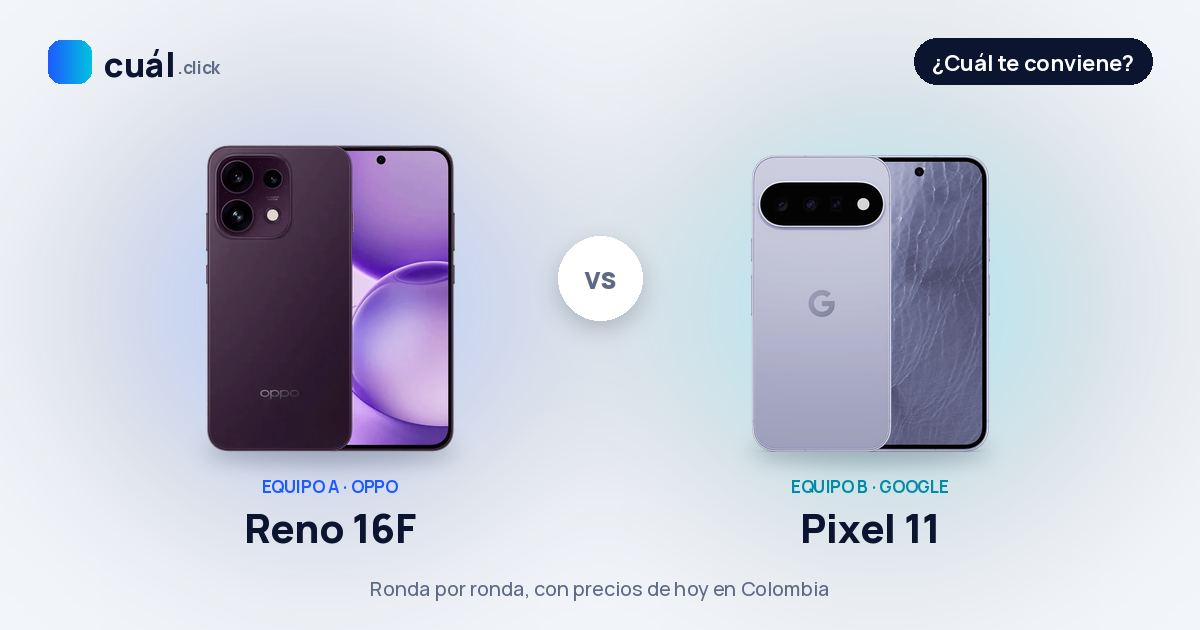 cuál.click
¿Cuál te conviene?
oppo
G
vs
EQUIPO A · OPPO
EQUIPO B · GOOGLE
Reno 16F
Pixel 11
Ronda por ronda, con precios de hoy en Colombia